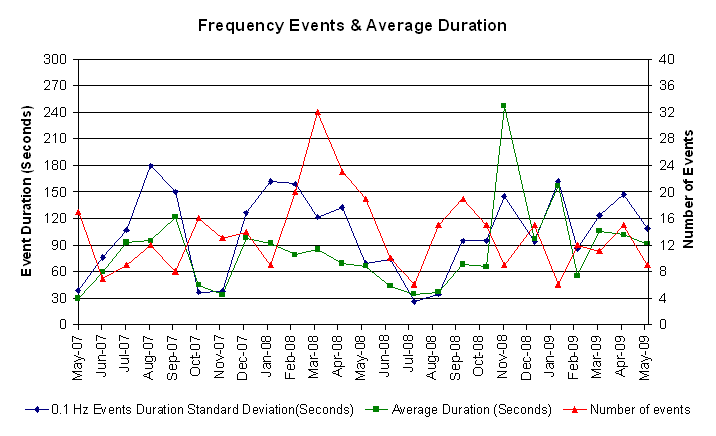 Frequency Events & Average Duration
300
270
240
210
180
150
120
90
60
30
0
Event Duration (Seconds)
40
36
32
28
24
20
16
12
8
4
0
Number of Events
May-07
Jun-07
Jul-07
Aug-07
Sep-07
Oct-07
Nov-07
Dec-07
Jan-08
Feb-08
Mar-08
Apr-08
May-08
Jun-08
Jul-08
Aug-08
Sep-08
Oct-08
Nov-08
Dec-08
Jan-09
Feb-09
Mar-09
Apr-09
May-09
0.1 Hz Events Duration Standard Deviation(Seconds)
Average Duration (Seconds)
Number of events